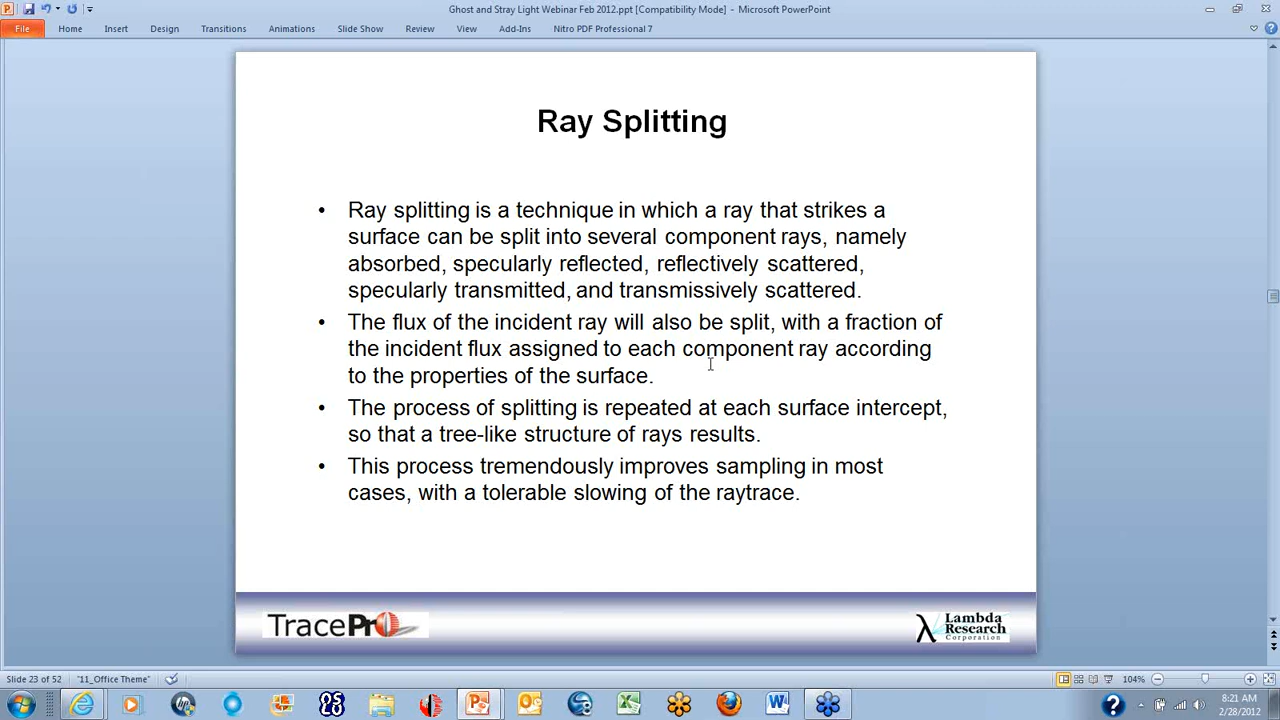 Ghost and Stray Light Webinar Feb 2012.ppt [Compatibility Mode] - Microsoft PowerPoint
File Home Insert Design Transitions Animations Slide Show Review View Add-Ins Nitro PDF Professional 7
Ray Splitting
• Ray splitting is a technique in which a ray that strikes a
surface can be split into several component rays, namely
absorbed, specularly reflected, reflectively scattered,
specularly transmitted, and transmissively scattered.
• The flux of the incident ray will also be split, with a fraction of
the incident flux assigned to each component ray according
to the properties of the surface.
• The process of splitting is repeated at each surface intercept,
so that a tree-like structure of rays results.
• This process tremendously improves sampling in most
cases, with a tolerable slowing of the raytrace.
TracePro
λ Lambda
Research
Corporation
Slide 23 of 52 "11_Office Theme" 104%
8:21 AM
2/28/2012